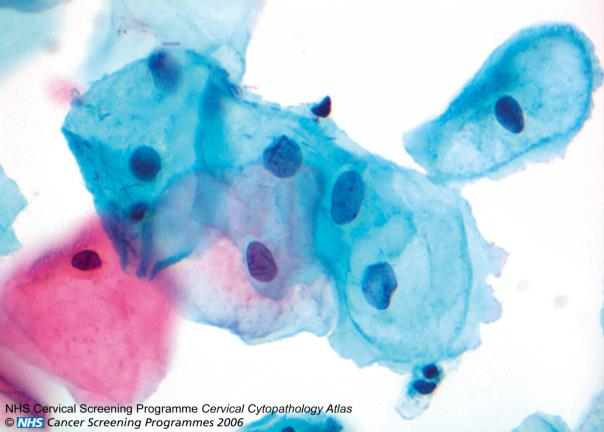 NHS Cervical Screening Programme Cervical Cytopathology Atlas
© NHS Cancer Screening Programmes 2006